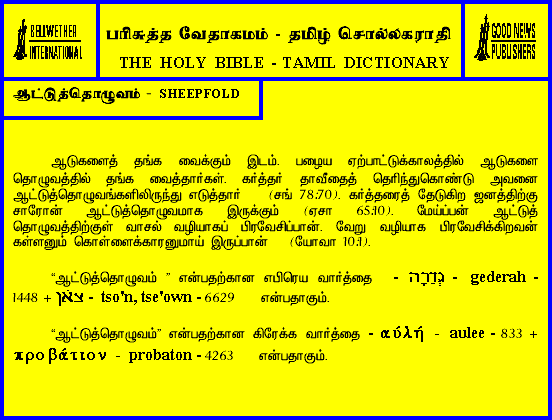 BELLWETHER
INTERNATIONAL
பரிசுத்த வேதாகமம் - தமிழ் சொல்லகராதி
THE HOLY BIBLE - TAMIL DICTIONARY
GOOD NEWS
PUBLISHERS
ஆட்டுத்தொழுவம் - SHEEPFOLD
ஆடுகளைத் தங்க வைக்கும் இடம். பழைய ஏற்பாட்டுக்காலத்தில் ஆடுகளை
தொழுவத்தில் தங்க வைத்தார்கள். கர்த்தர் தாவீதைத் தெரிந்துகொண்டு அவனை
ஆட்டுத்தொழுவங்களிலிருந்து எடுத்தார் (சங் 78:70). கர்த்தரைத் தேடுகிற ஜனத்திற்கு
சாரோன் ஆட்டுத்தொழுவமாக இருக்கும் (ஏசா 65:10). மேய்ப்பன் ஆட்டுத்
தொழுவத்திற்குள் வாசல் வழியாகப் பிரவேசிப்பான். வேறு வழியாக பிரவேசிக்கிறவன்
கள்ளனும் கொள்ளைக்காரனுமாய் இருப்பான் (யோவா 10:1).
“ஆட்டுத்தொழுவம் ” என்பதற்கான எபிரெய வார்த்தை - גְּדֵרָה - gederah -
1448 + צֹאן - tso'n, tse'own - 6629 என்பதாகும்.
“ஆட்டுத்தொழுவம்” என்பதற்கான கிரேக்க வார்த்தை - αὐλή - aulee - 833 +
προβάτιον - probaton - 4263 என்பதாகும்.